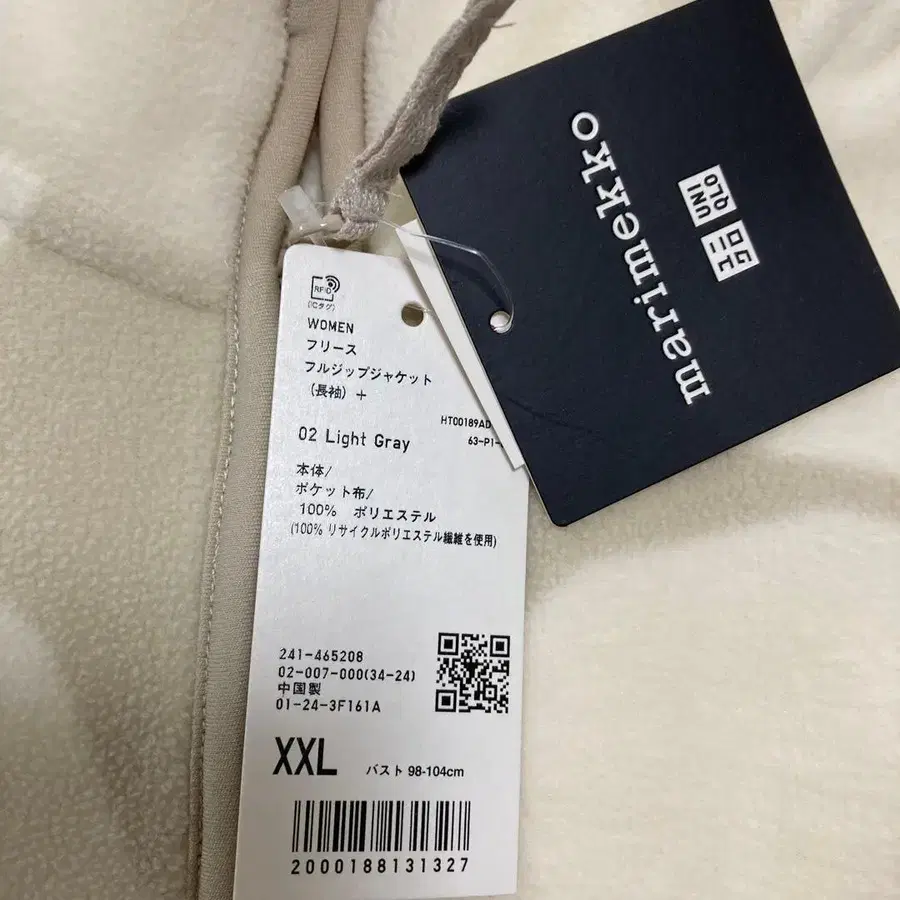 marimekko
UNI
QLO
ユニ
クロ
RFID
(ICタグ)
WOMEN
フリース
フルジップジャケット
(長袖) +
HT00189AD
63-P1-
02 Light Gray
本体/
ポケット布/
100% ポリエステル
(100% リサイクルポリエステル繊維を使用)
241-465208
02-007-000(34-24)
中国製
01-24-3F161A
XXL バスト 98-104cm
2000188131327